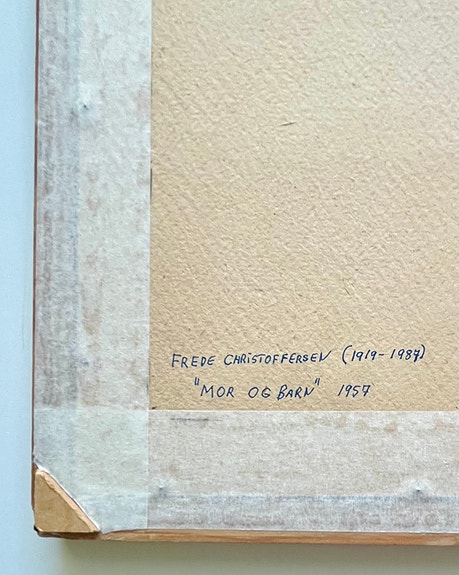 FREDE CHRISTOFFERSEN (1919-1987)
"MOR OG BARN" 1957